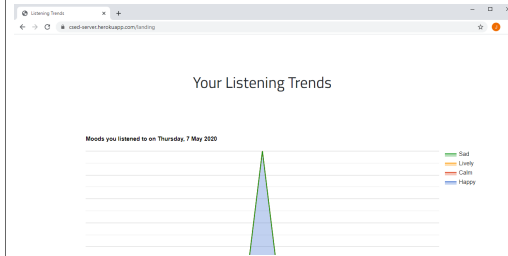 Listening Trends
csed-server.herokuapp.com/landing
J
Your Listening Trends
Moods you listened to on Thursday, 7 May 2020
Sad
Lively
Calm
Happy